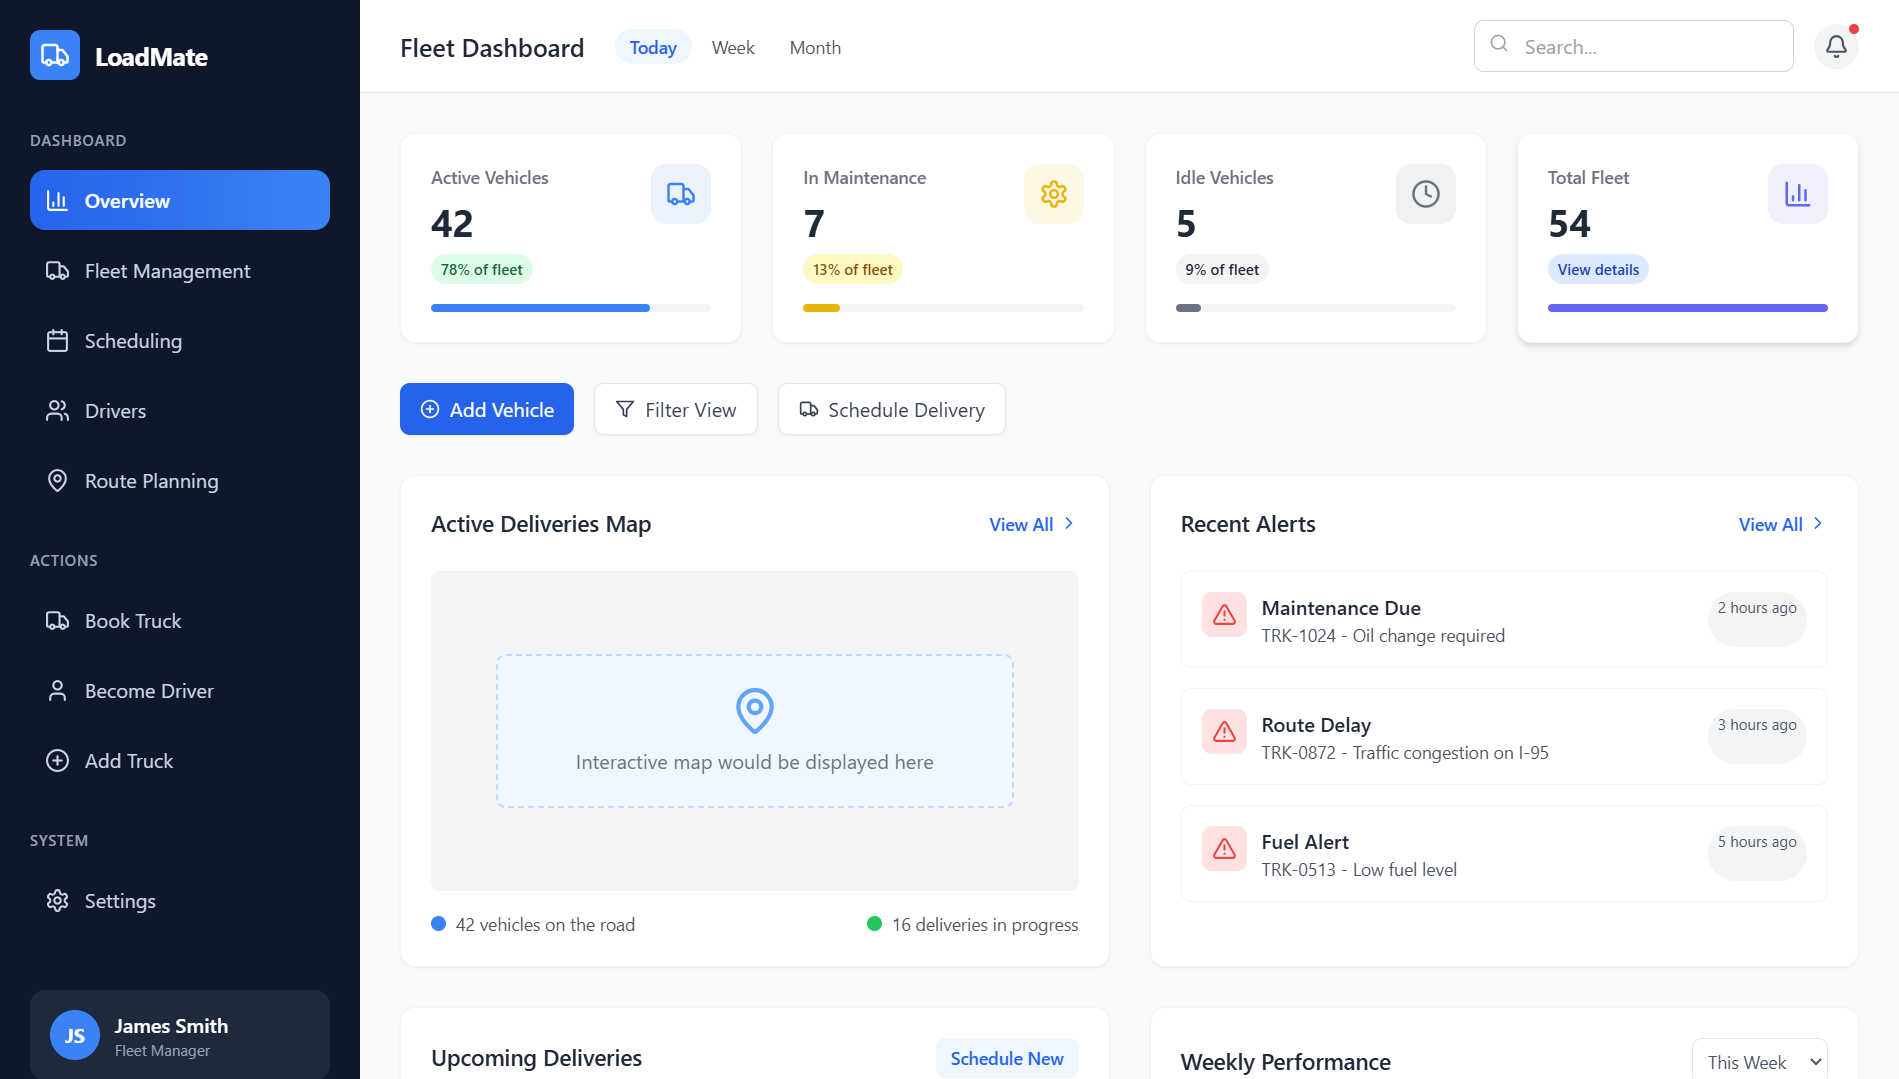 LoadMate
DASHBOARD
Overview
Fleet Management
Scheduling
Drivers
Route Planning
ACTIONS
Book Truck
Become Driver
Add Truck
SYSTEM
Settings
JS
James Smith
Fleet Manager
Fleet Dashboard
Today
Week
Month
Search...
Active Vehicles
42
78% of fleet
In Maintenance
7
13% of fleet
Idle Vehicles
5
9% of fleet
Total Fleet
54
View details
Add Vehicle
Filter View
Schedule Delivery
Active Deliveries Map
View All
Interactive map would be displayed here
42 vehicles on the road
16 deliveries in progress
Recent Alerts
View All
Maintenance Due
TRK-1024 - Oil change required
2 hours ago
Route Delay
TRK-0872 - Traffic congestion on I-95
3 hours ago
Fuel Alert
TRK-0513 - Low fuel level
5 hours ago
Upcoming Deliveries
Schedule New
Weekly Performance
This Week